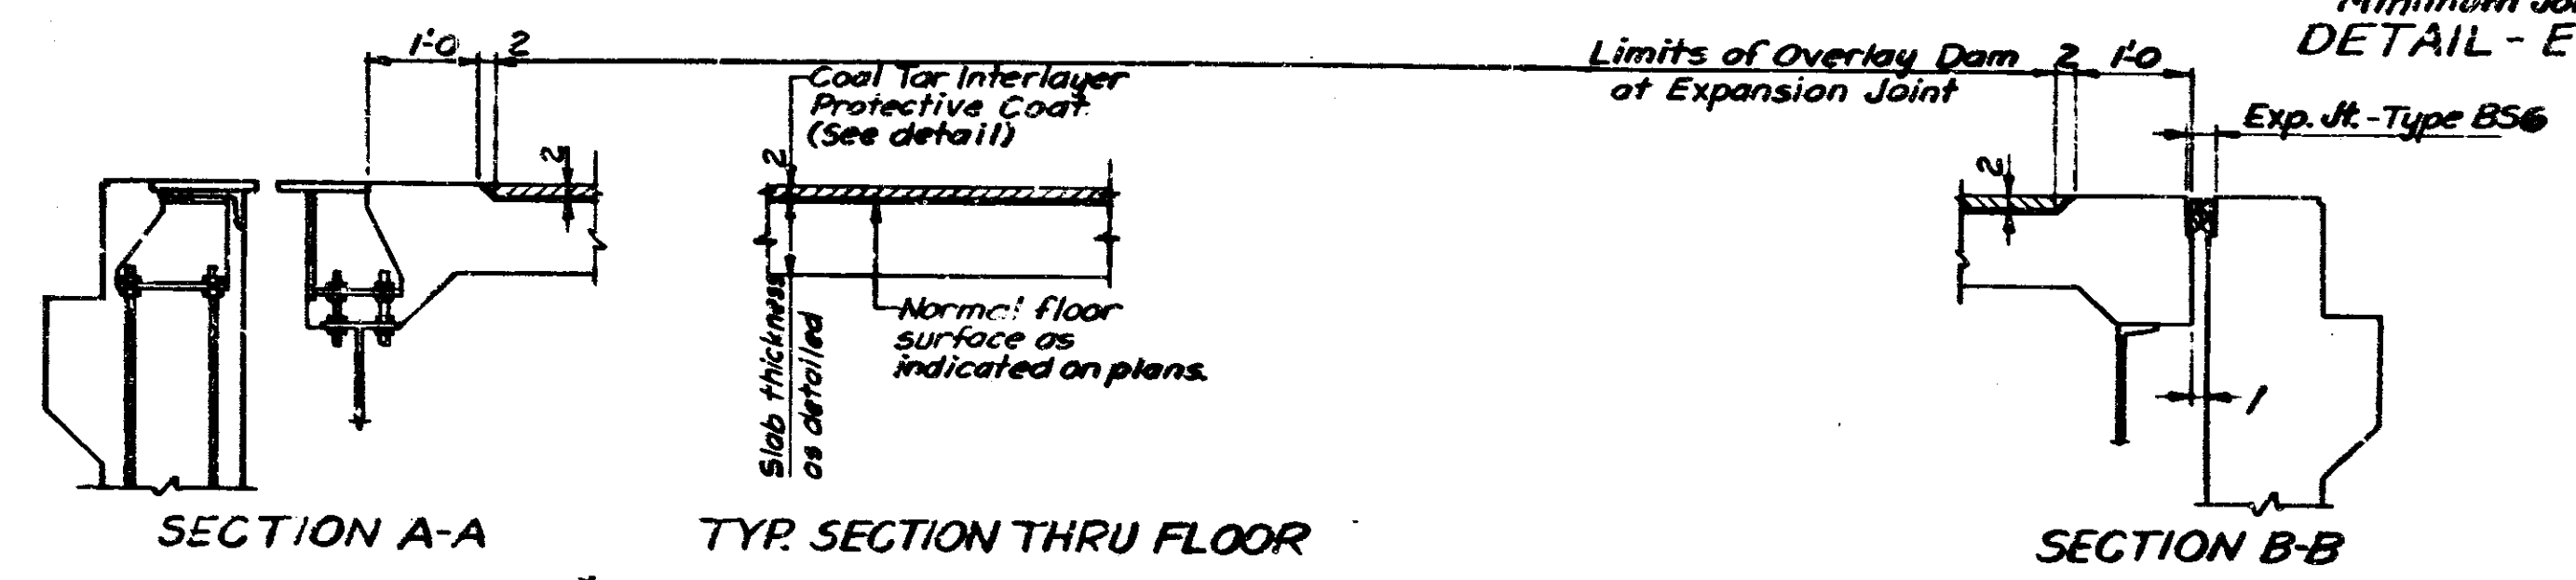 Minimum Jo
DETAIL - E
1'-0
2
Limits of Overlay Dam
at Expansion Joint
2
1'-0
Coal Tar Interlayer
Protective Coat
(See detail)
Exp. Jt. - Type BS6
2
2
2
Normal floor
surface as
indicated on plans.
Slab thickness
as detailed
1
SECTION A-A
TYP. SECTION THRU FLOOR
SECTION B-B